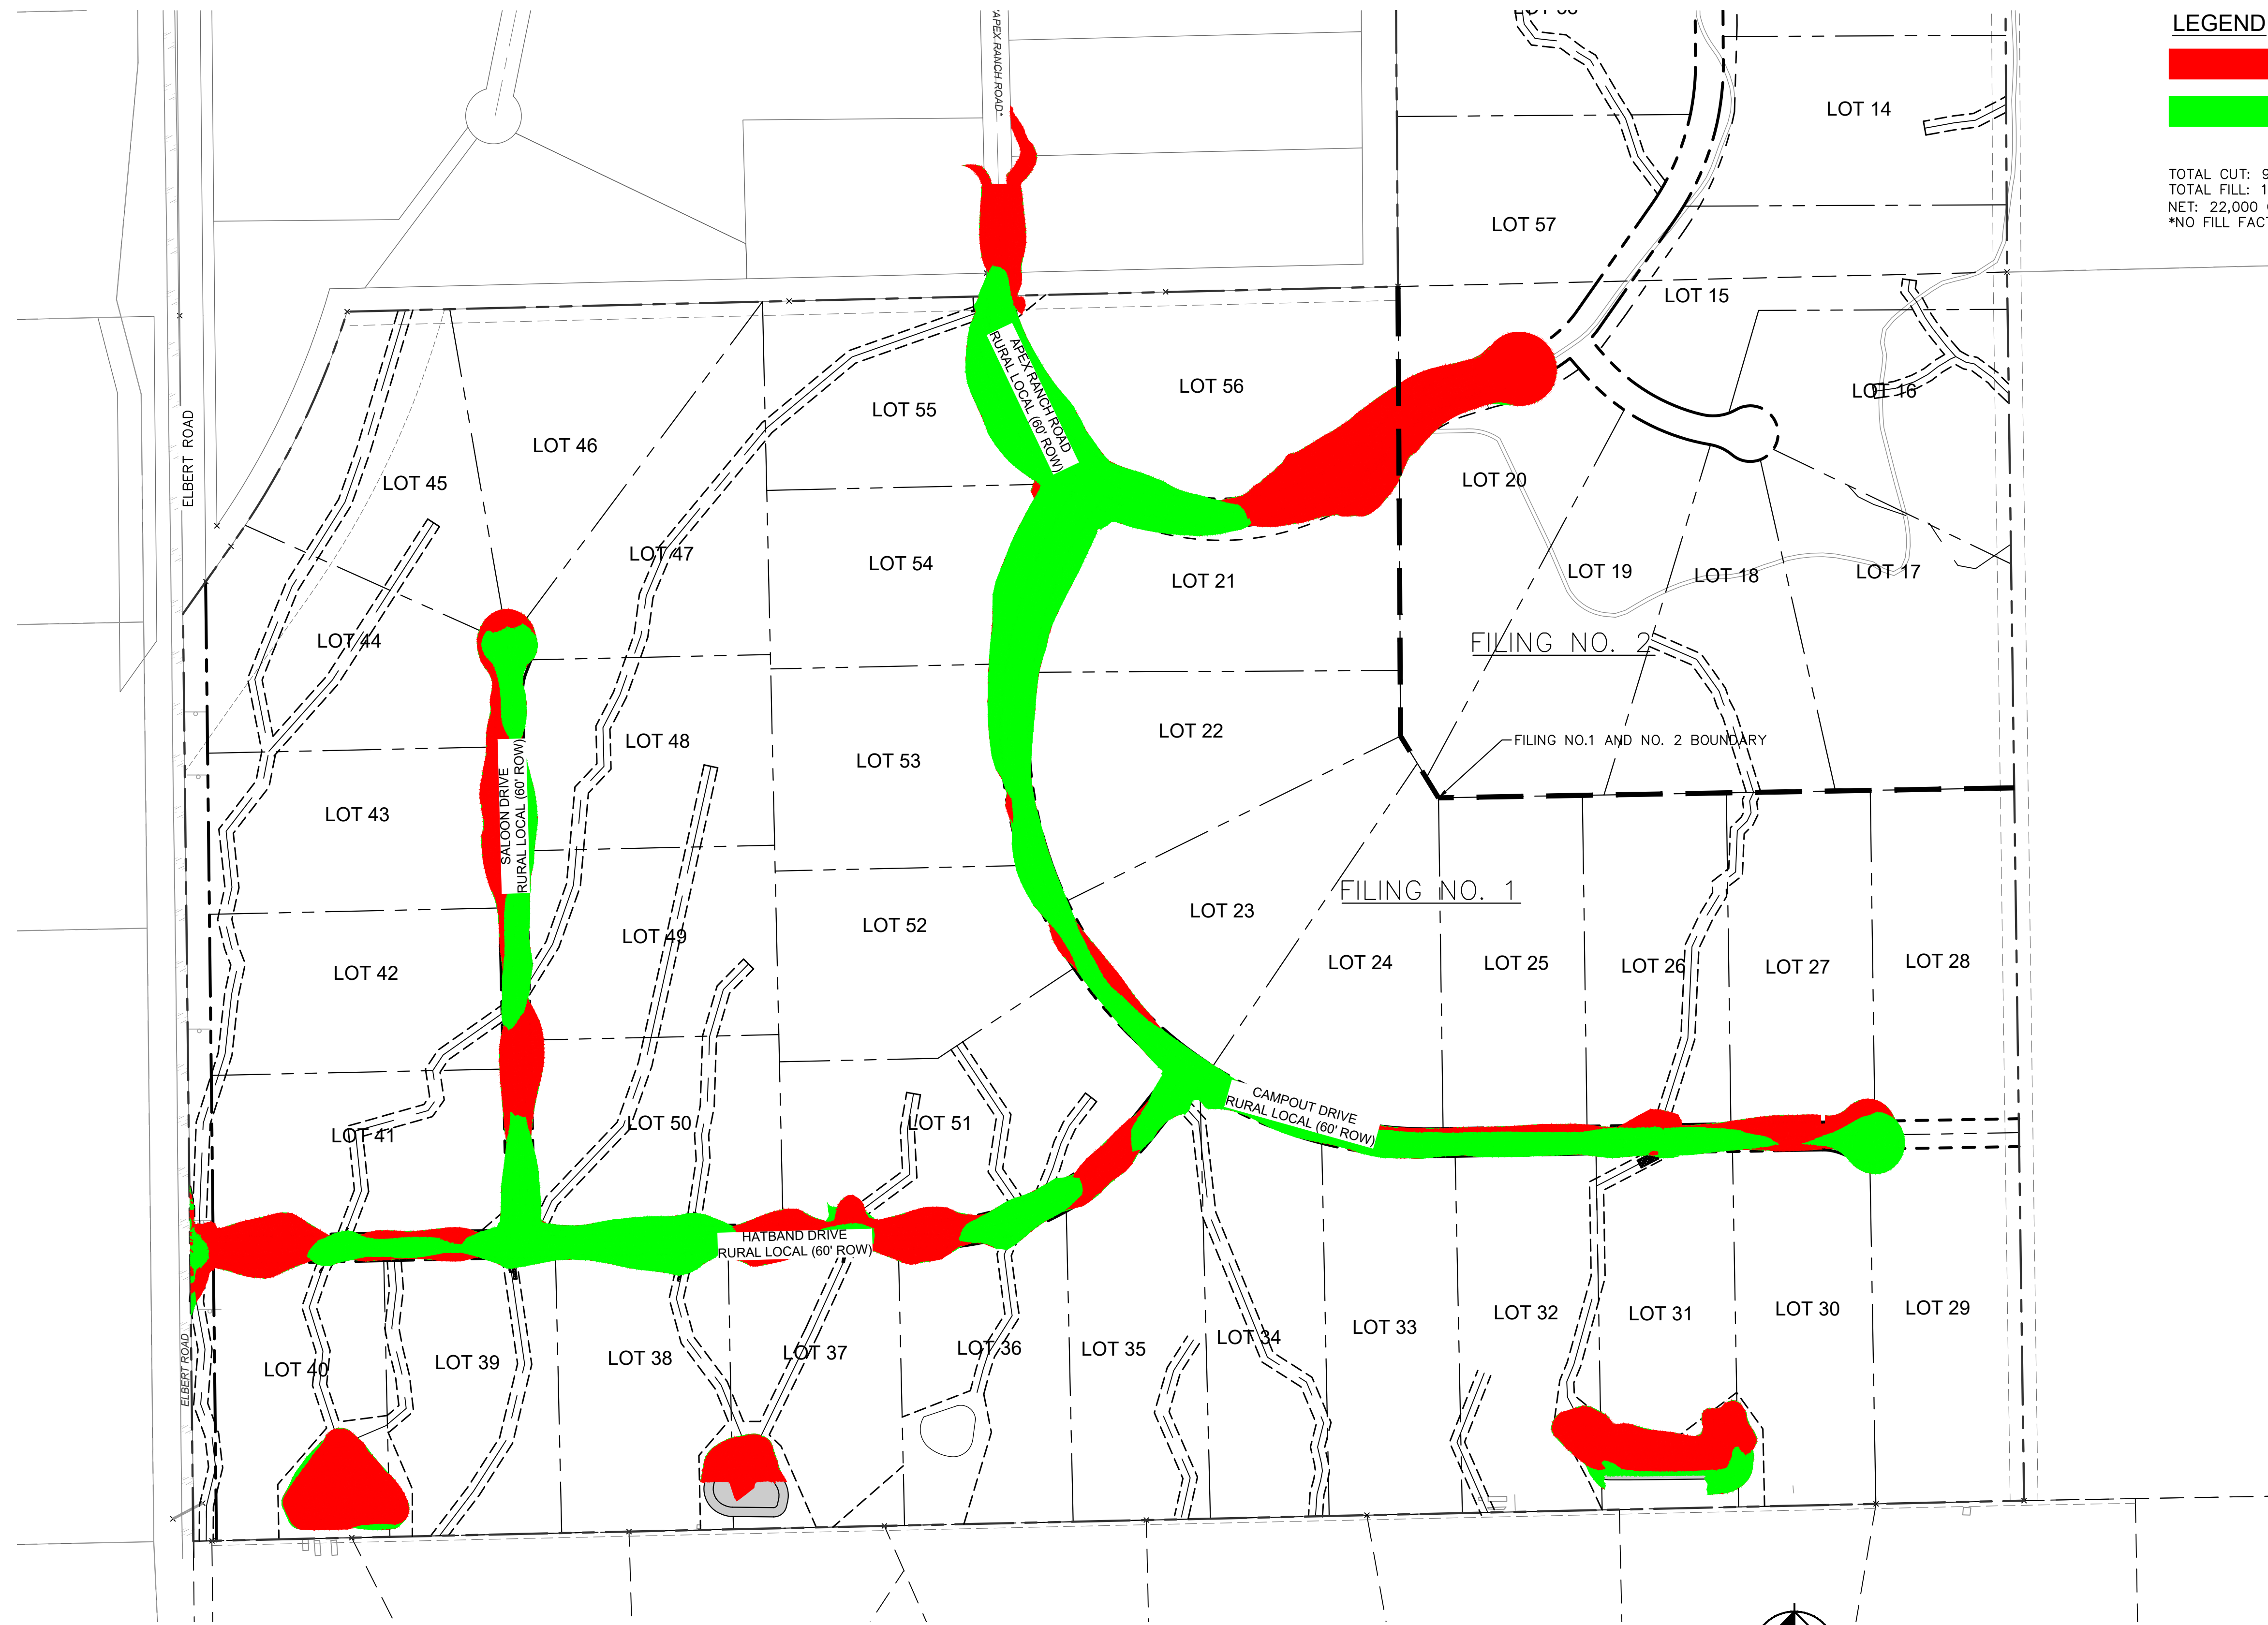 LEGEND
TOTAL CUT: 9
TOTAL FILL: 1
NET: 22,000
*NO FILL FACT
APEX RANCH ROAD*
LOT 14
LOT 57
LOT 15
LOT 16
LOT 56
LOT 55
APEX RANCH ROAD
RURAL LOCAL (60' ROW)
ELBERT ROAD
LOT 46
LOT 45
LOT 20
LOT 47
LOT 54
LOT 21
LOT 19
LOT 18
LOT 17
LOT 44
FILING NO. 2
LOT 48
LOT 53
LOT 22
FILING NO.1 AND NO. 2 BOUNDARY
LOT 43
SALOON DRIVE
RURAL LOCAL (60' ROW)
FILING NO. 1
LOT 49
LOT 52
LOT 23
LOT 42
LOT 24
LOT 25
LOT 26
LOT 27
LOT 28
LOT 41
LOT 50
LOT 51
CAMPOUT DRIVE
RURAL LOCAL (60' ROW)
HATBAND DRIVE
RURAL LOCAL (60' ROW)
ELBERT ROAD
LOT 40
LOT 39
LOT 38
LOT 37
LOT 36
LOT 35
LOT 34
LOT 33
LOT 32
LOT 31
LOT 30
LOT 29